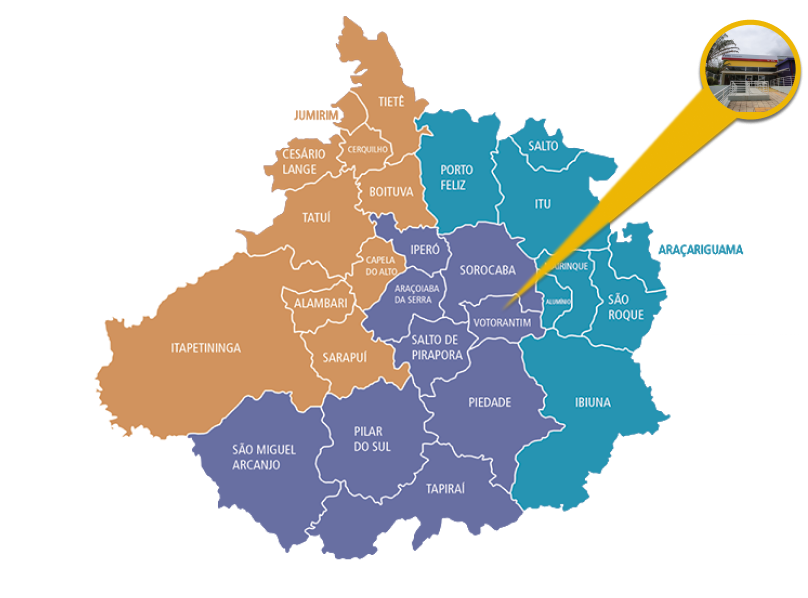 TIETÊ
JUMIRIM
CERQUILHO
CESÁRIO
LANGE
SALTO
PORTO
FELIZ
BOITUVA
ITU
TATUÍ
IPERÓ
ARAÇARIGUAMA
CAPELA
DO ALTO
SOROCABA
RINQUE
ARAÇOIABA
DA SERRA
ALAMBARI
ALUMÍNIO
SÃO
ROQUE
VOTORANTIM
ITAPETININGA
SARAPUÍ
SALTO DE
PIRAPORA
PIEDADE
IBIUNA
PILAR
DO SUL
SÃO MIGUEL
ARCANJO
TAPIRAÍ